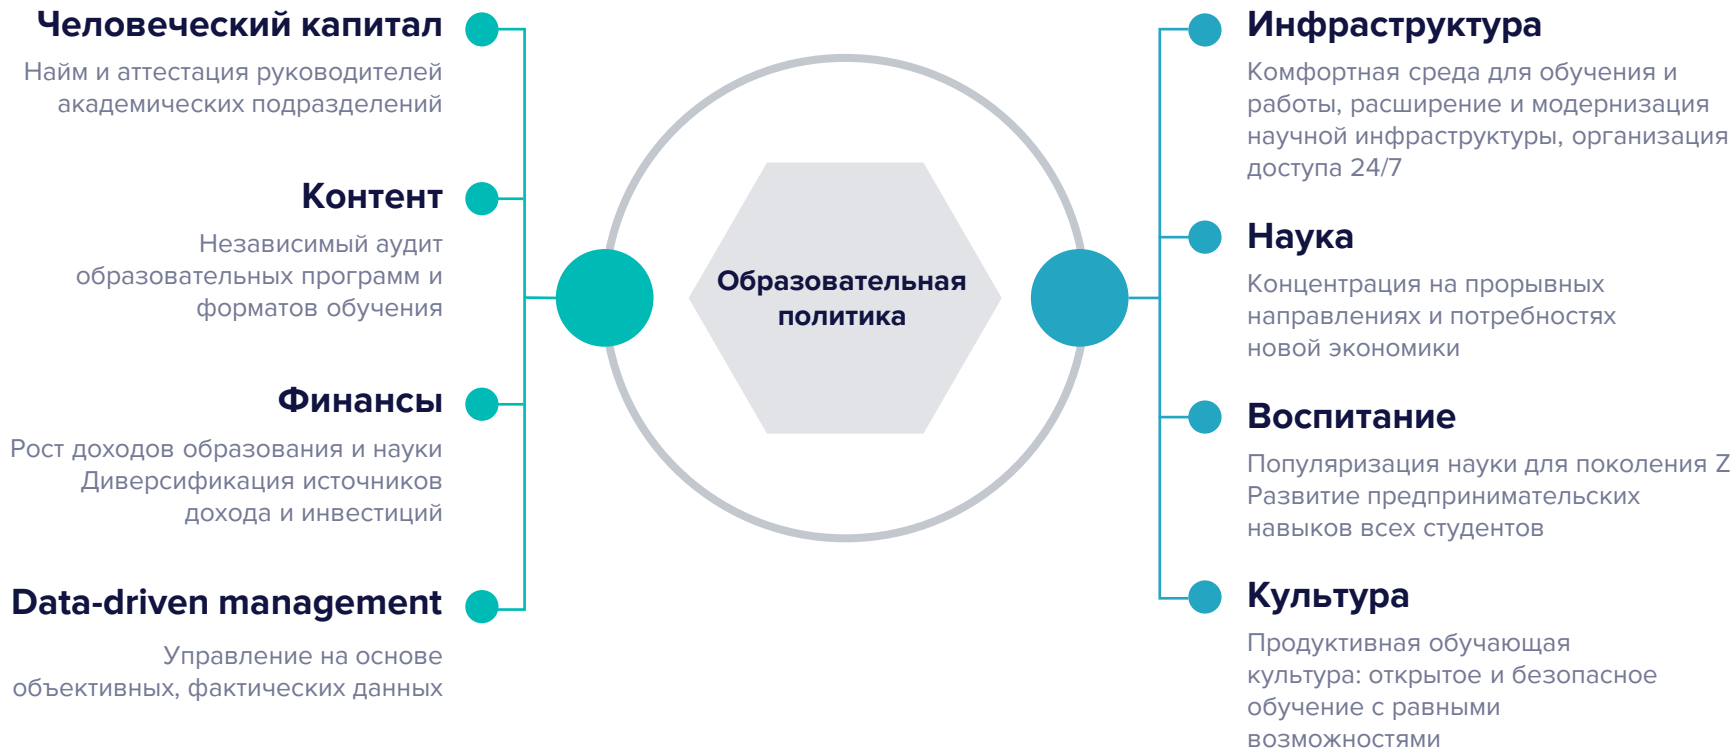 Человеческий капитал
Найм и аттестация руководителей
академических подразделений
Контент
Независимый аудит
образовательных программ и
форматов обучения
Финансы
Рост доходов образования и науки
Диверсификация источников
дохода и инвестиций
Data-driven management
Управление на основе
объективных, фактических данных
Образовательная
политика
Инфраструктура
Комфортная среда для обучения и
работы, расширение и модернизация
научной инфраструктуры, организация
доступа 24/7
Наука
Концентрация на прорывных
направлениях и потребностях
новой экономики
Воспитание
Популяризация науки для поколения Z
Развитие предпринимательских
навыков всех студентов
Культура
Продуктивная обучающая
культура: открытое и безопасное
обучение с равными
возможностями